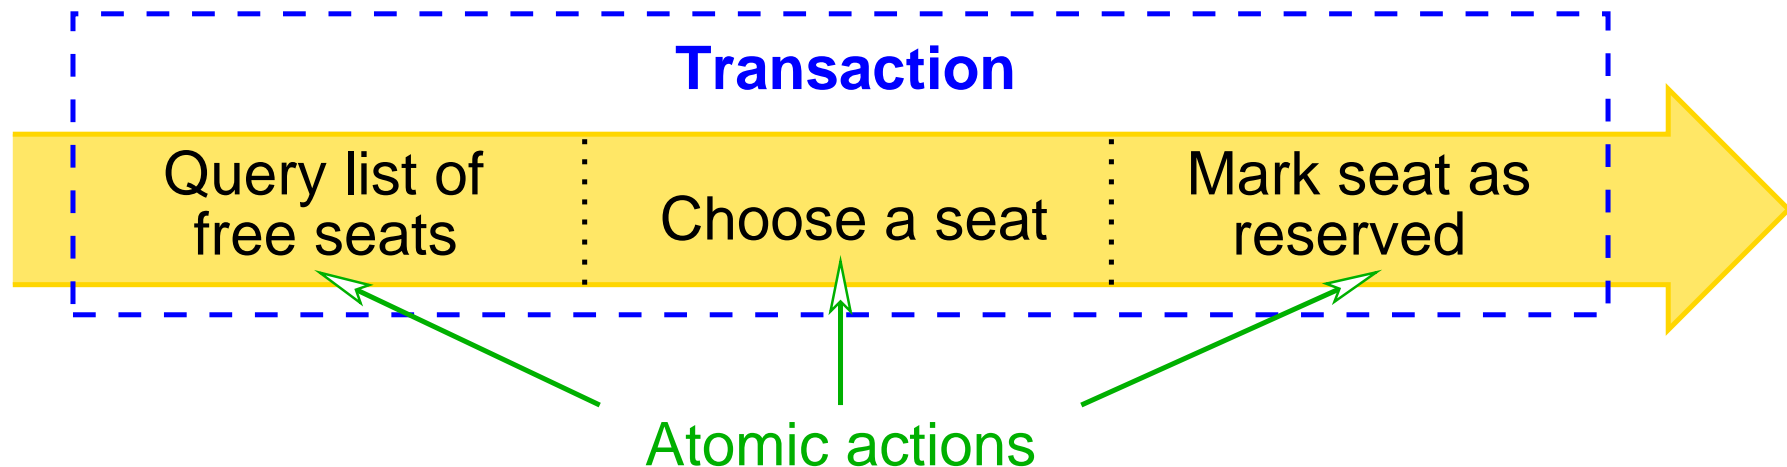 Transaction
Query list of
free seats
Choose a seat
Mark seat as
reserved
Atomic actions